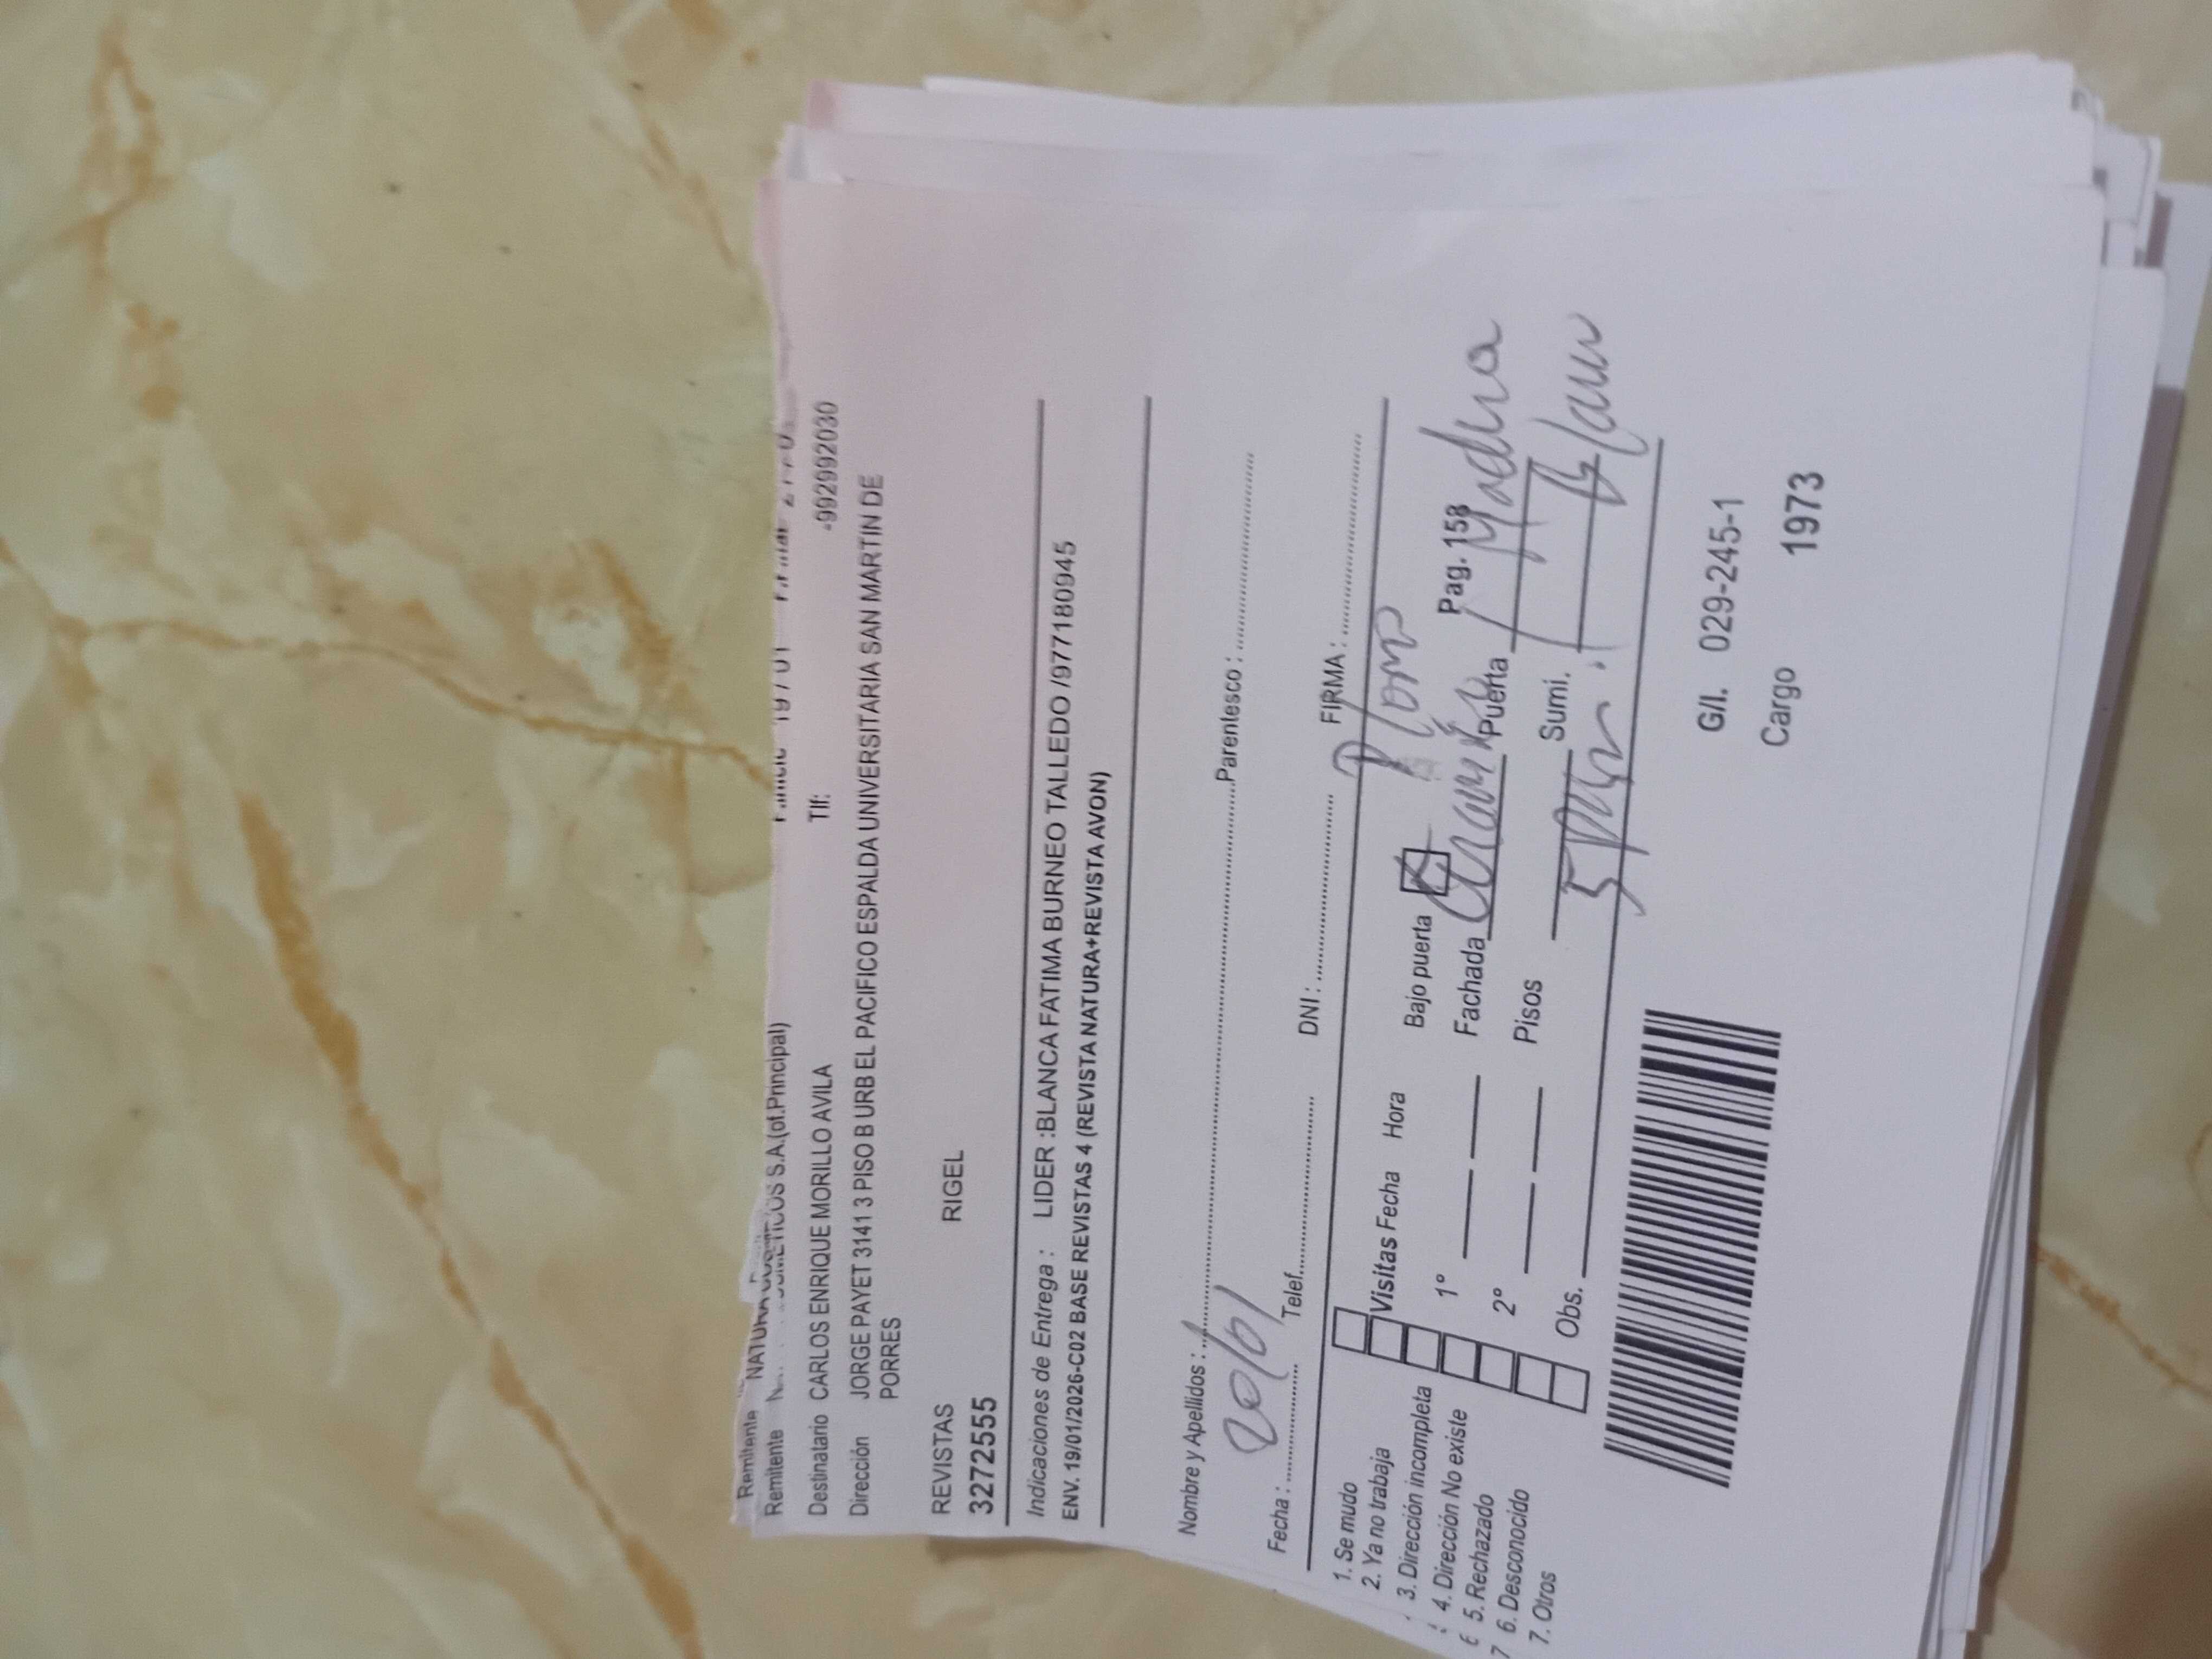 Remitente NATURA COSMETICOS S.A.(of.Principal)
Destinatario CARLOS ENRIQUE MORILLO AVILA Tlf: -992992030
Dirección JORGE PAYET 3141 3 PISO B URB EL PACIFICO ESPALDA UNIVERSITARIA SAN MARTIN DE
PORRES
REVISTAS RIGEL
3272555
Indicaciones de Entrega : LIDER :BLANCA FATIMA BURNEO TALLEDO /977180945
ENV. 19/01/2026-C02 BASE REVISTAS 4 (REVISTA NATURA+REVISTA AVON)
Nombre y Apellidos : Parentesco :
Fecha : 20/01 Telef. DNI : FIRMA :
1. Se mudo
2. Ya no trabaja
3. Dirección incompleta
4. Dirección No existe
5. Rechazado
6. Desconocido
7. Otros
Visitas Fecha Hora
1º
2º
Obs.
Bajo puerta Plomo Pag. 158
Fachada Puerta Madera
Pisos 5 Sumi.
G/I. 029-245-1
Cargo 1973